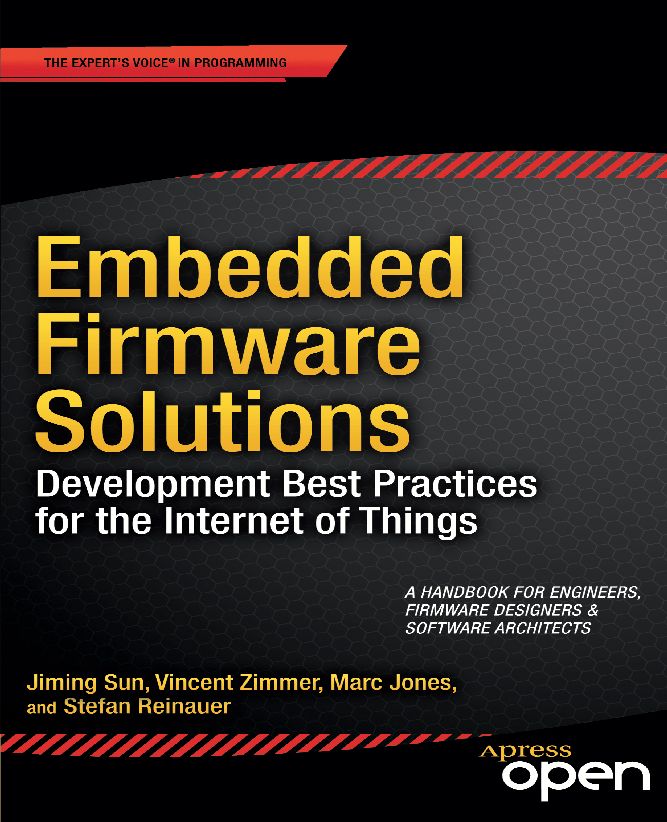 THE EXPERT'S VOICE® IN PROGRAMMING
Embedded
Firmware
Solutions
Development Best Practices
for the Internet of Things
A HANDBOOK FOR ENGINEERS,
FIRMWARE DESIGNERS &
SOFTWARE ARCHITECTS
Jiming Sun, Vincent Zimmer, Marc Jones,
and Stefan Reinauer
Apress
open